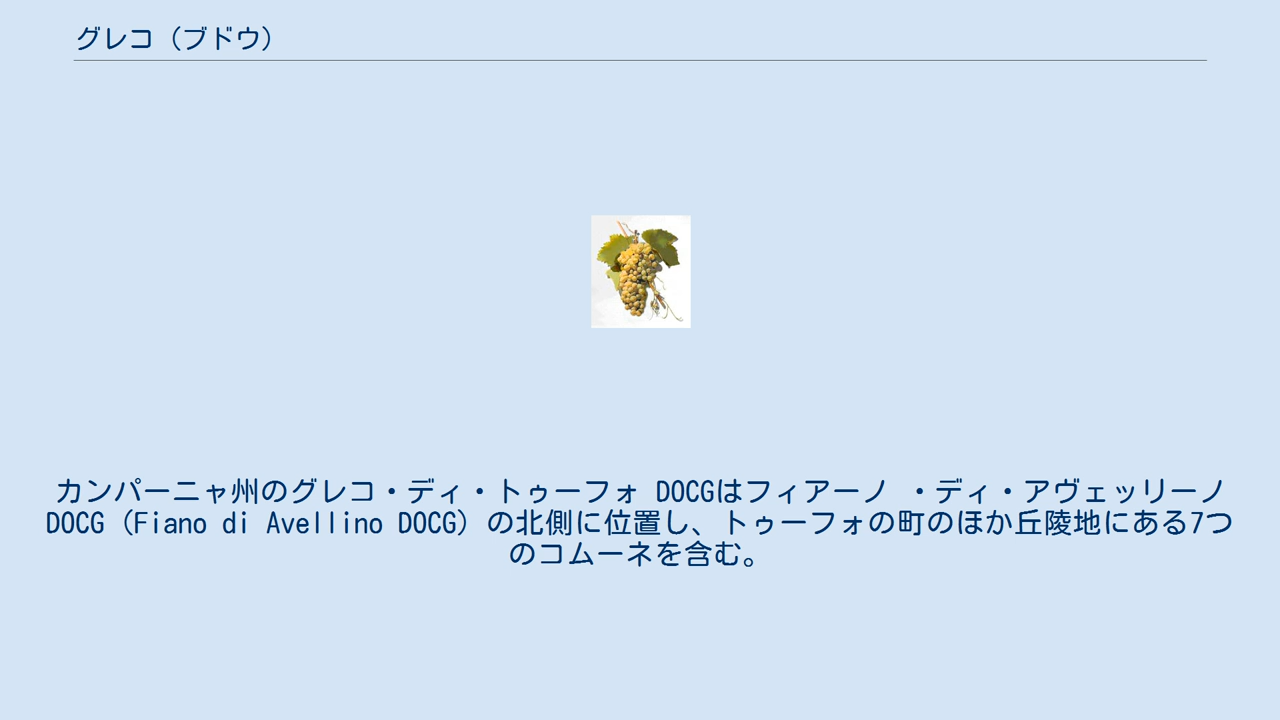 グレコ（ブドウ）
カンパーニャ州のグレコ・ディ・トゥーフォ DOCGはフィアーノ ・ディ・アヴェッリーノ
DOCG（Fiano di Avellino DOCG）の北側に位置し、トゥーフォの町のほか丘陵地にある7つ
のコムーネを含む。